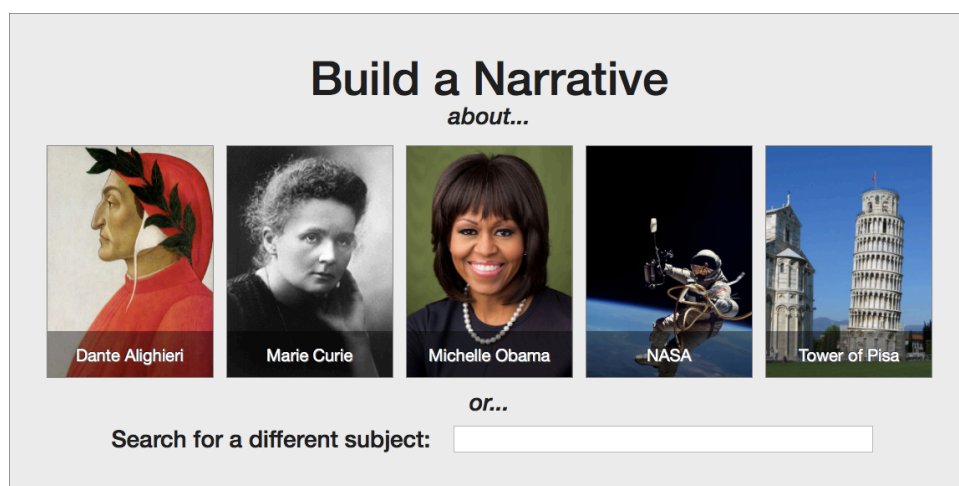 Build a Narrative
about...
Dante Alighieri
Marie Curie
Michelle Obama
NASA
Tower of Pisa
or...
Search for a different subject: